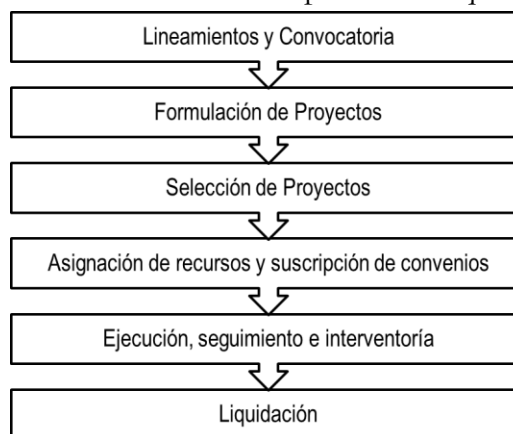 Lineamientos y Convocatoria
Formulación de Proyectos
Selección de Proyectos
Asignación de recursos y suscripción de convenios
Ejecución, seguimiento e interventoría
Liquidación